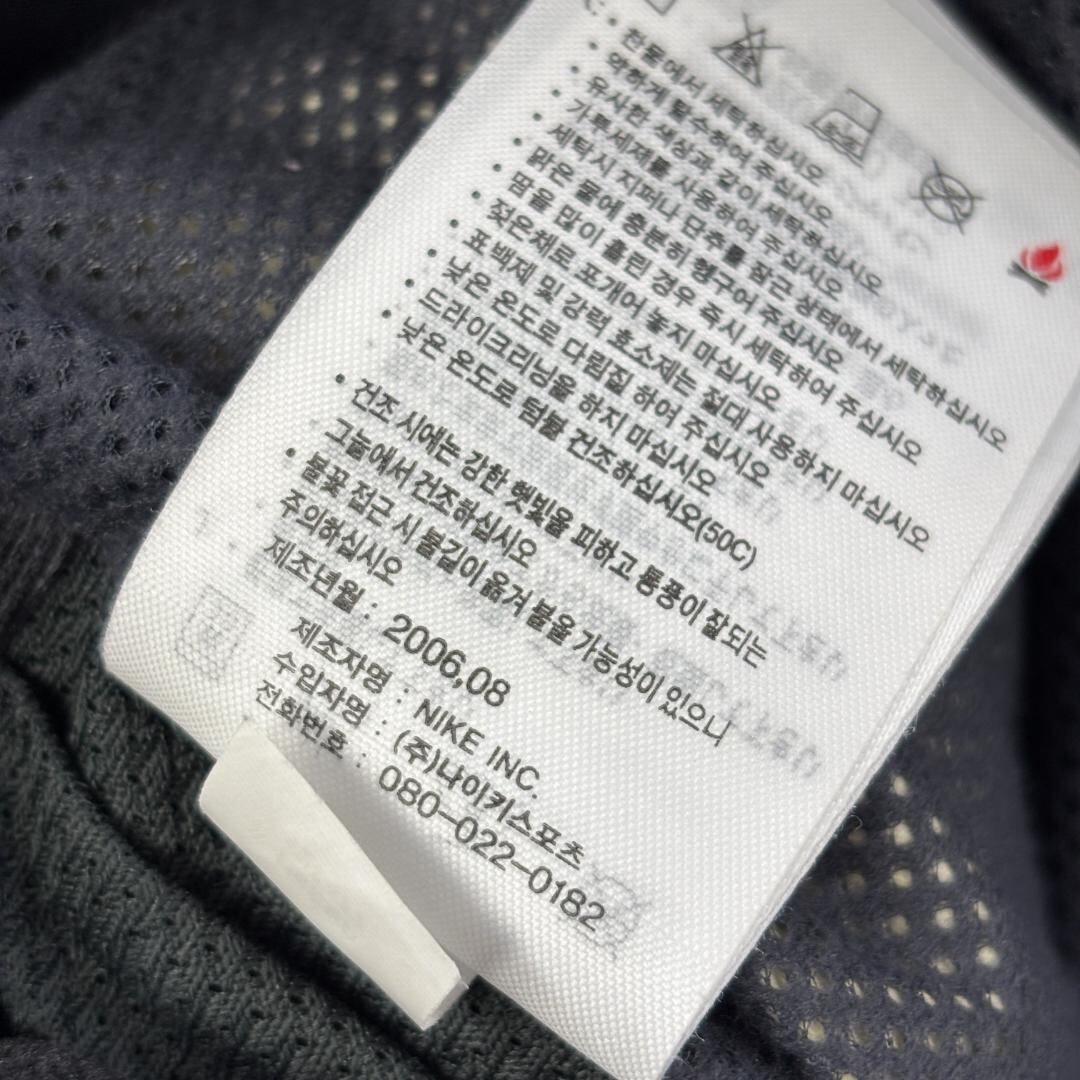 • 찬물에서 세탁하십시오
• 약하게 탈수하여 주십시오
• 유사한 색상과 같이 세탁하십시오
• 가루세제를 사용하여 주십시오
• 세탁시 지퍼나 단추를 잠근 상태에서 세탁하십시오
• 맑은 물에 충분히 헹구어 주십시오
• 땀을 많이 흘린 경우 즉시 세탁하여 주십시오
• 젖은채로 포개어 놓지 마십시오
• 표백제 및 강력 효소제는 절대 사용하지 마십시오
• 낮은 온도로 다림질 하여 주십시오
• 드라이크리닝을 하지 마십시오
• 낮은 온도로 텀블 건조하십시오(50C)
• 건조 시에는 강한 햇빛을 피하고 통풍이 잘되는
그늘에서 건조하십시오
• 불꽃 접근 시 불길이 옮겨 붙을 가능성이 있으니
주의하십시오
제조년월 : 2006,08
제조자명 : NIKE INC.
수입자명 : (주)나이키스포츠
전화번호 : 080-022-0182